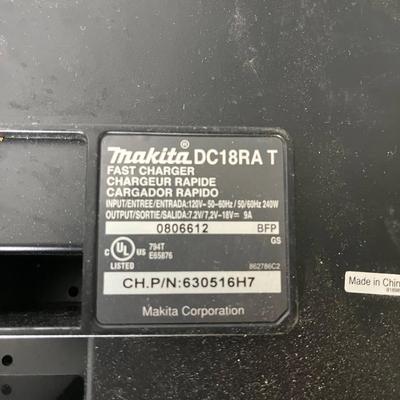 makita® DC18RA T
FAST CHARGER
CHARGEUR RAPIDE
CARGADOR RAPIDO
INPUT/ENTREE/ENTRADA:120V~50-60Hz/50/60Hz 240W
OUTPUT/SORTIE/SALIDA:7.2V/7,2V-18V⎓ 9A
0806612 BFP
GS
C UL US 794T
LISTED E65876
862786C2
CH.P/N:630516H7
Makita Corporation
Made in Chin